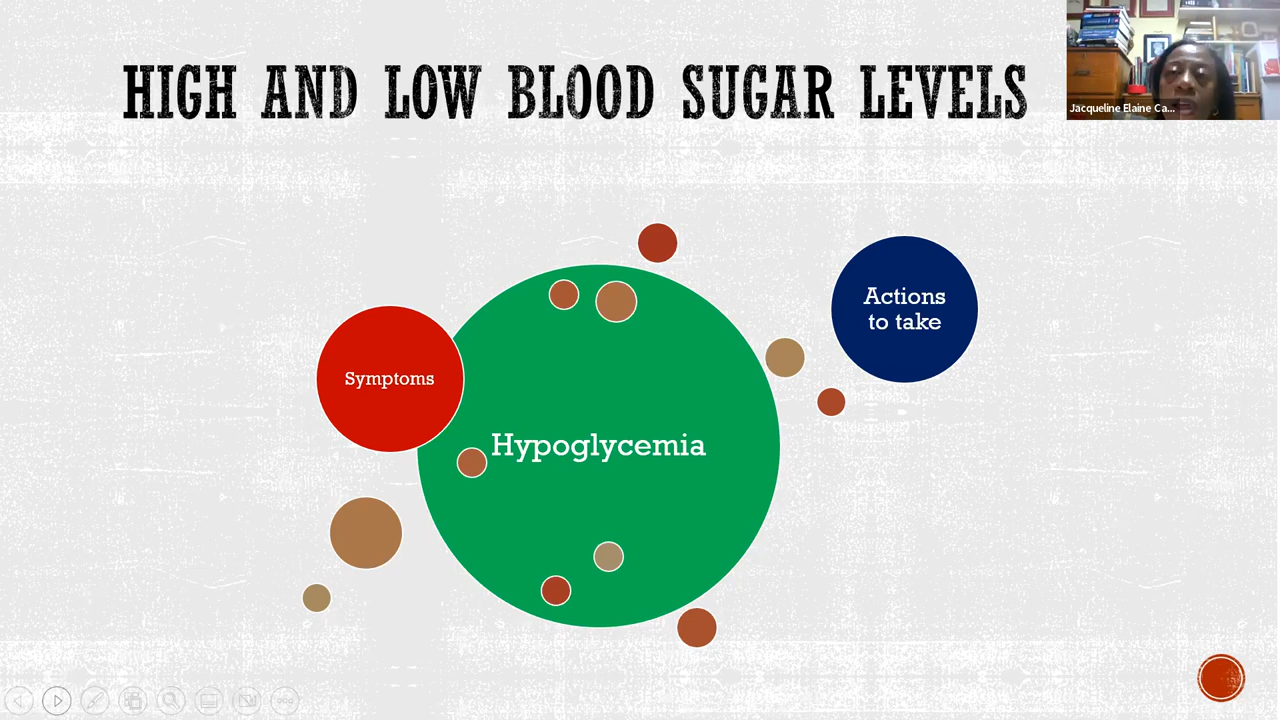 HIGH AND LOW BLOOD SUGAR LEVELS
Jacqueline Elaine Ca...
Actions
to take
Symptoms
Hypoglycemia